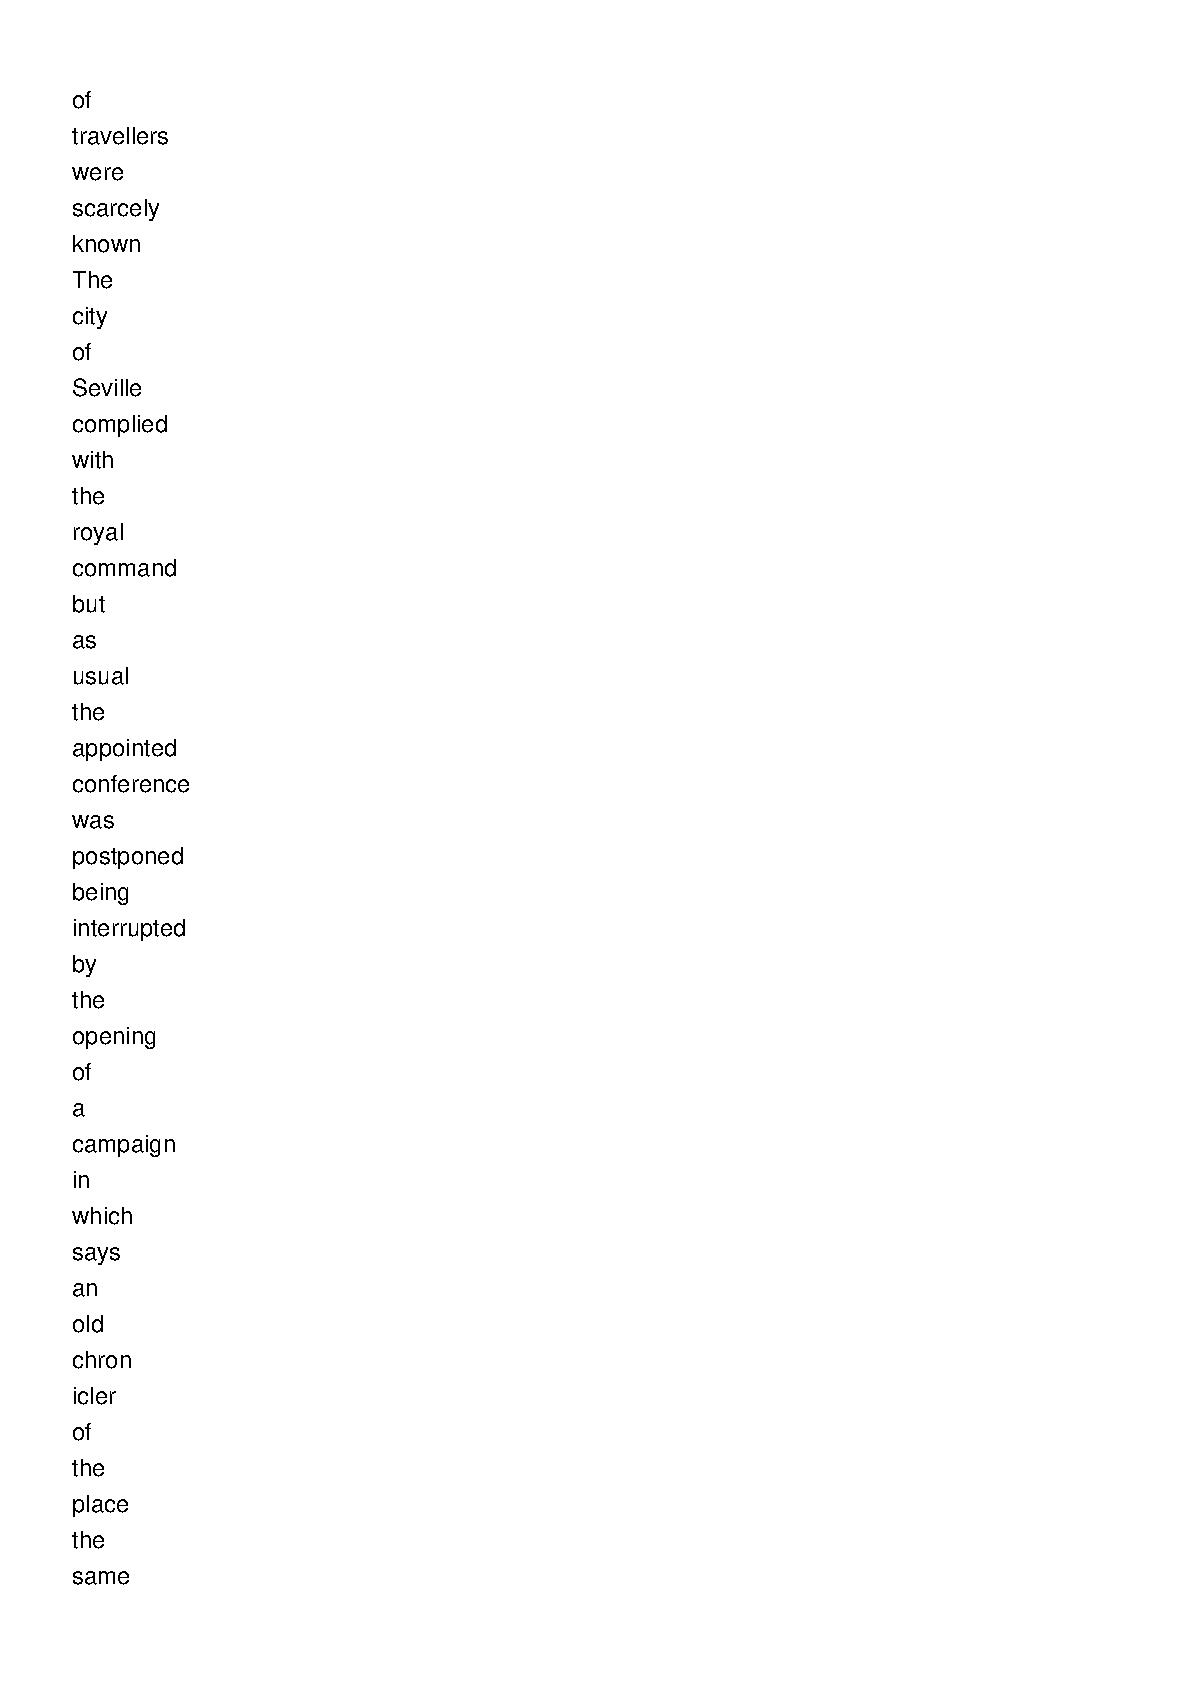 of
travellers
were
scarcely
known
The
city
of
Seville
complied
with
the
royal
command
but
as
usual
the
appointed
conference
was
postponed
being
interrupted
by
the
opening
of
a
campaign
in
which
says
an
old
chron
icler
of
the
place
the
same